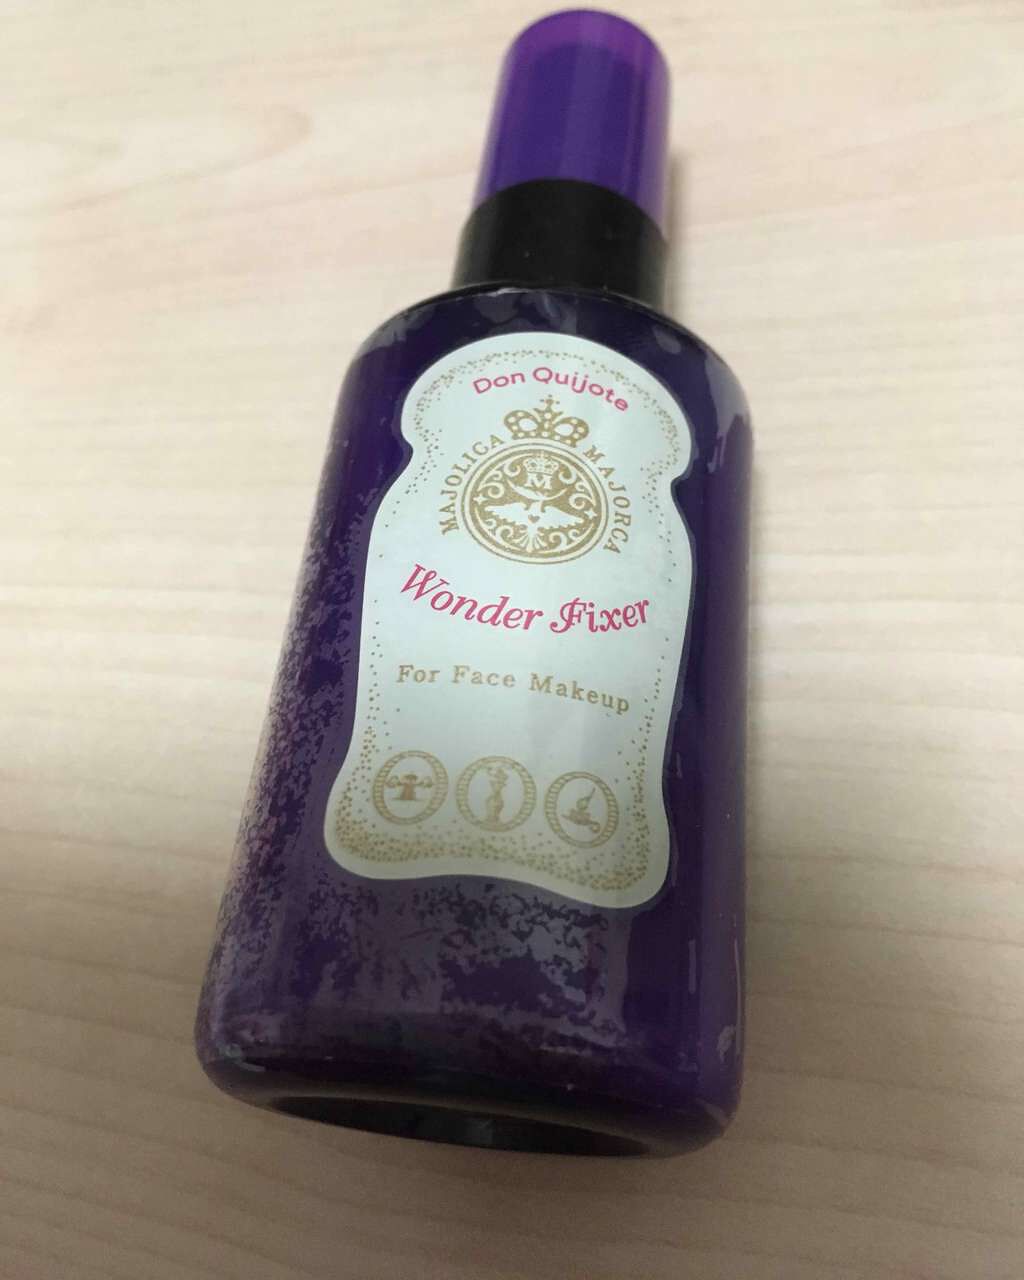 Don Quijote
MAJOLICA MAJORCA
M
Wonder Fixer
For Face Makeup